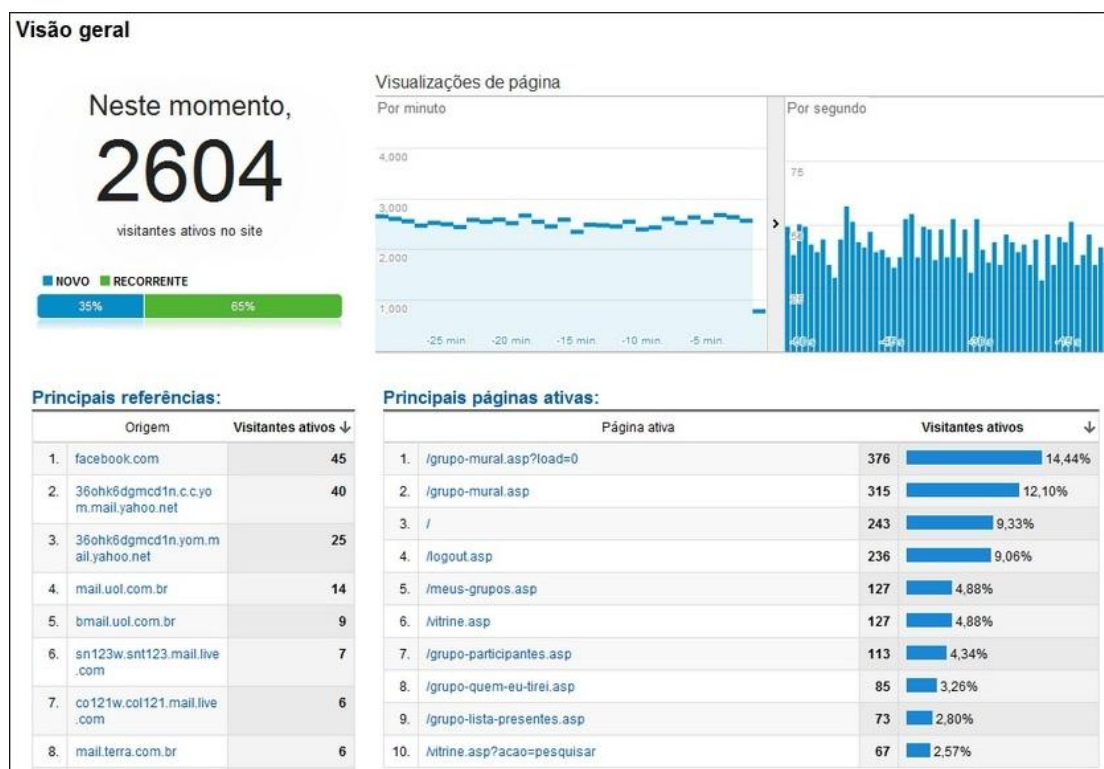 Visão geral
Neste momento,
2604
visitantes ativos no site
NOVO RECORRENTE
35% 65%
Visualizações de página
Por minuto
4,000
3,000
2,000
1,000
-25 min. -20 min. -15 min. -10 min. -5 min.
Por segundo
75
Principais referências:
Origem Visitantes ativos
1. facebook.com 45
2. 36ohk6dgmcd1n.c.c.yo
m.mail.yahoo.net 40
3. 36ohk6dgmcd1n.yom.m
ail.yahoo.net 25
4. mail.uol.com.br 14
5. bmail.uol.com.br 9
6. sn123w.snt123.mail.live
.com 7
7. co121w.col121.mail.live
.com 6
8. mail.terra.com.br 6
Principais páginas ativas:
Página ativa Visitantes ativos
1. /grupo-mural.asp?load=0 376 14,44%
2. /grupo-mural.asp 315 12,10%
3. / 243 9,33%
4. /logout.asp 236 9,06%
5. /meus-grupos.asp 127 4,88%
6. /vitrine.asp 127 4,88%
7. /grupo-participantes.asp 113 4,34%
8. /grupo-quem-eu-tirei.asp 85 3,26%
9. /grupo-lista-presentes.asp 73 2,80%
10. /vitrine.asp?acao=pesquisar 67 2,57%